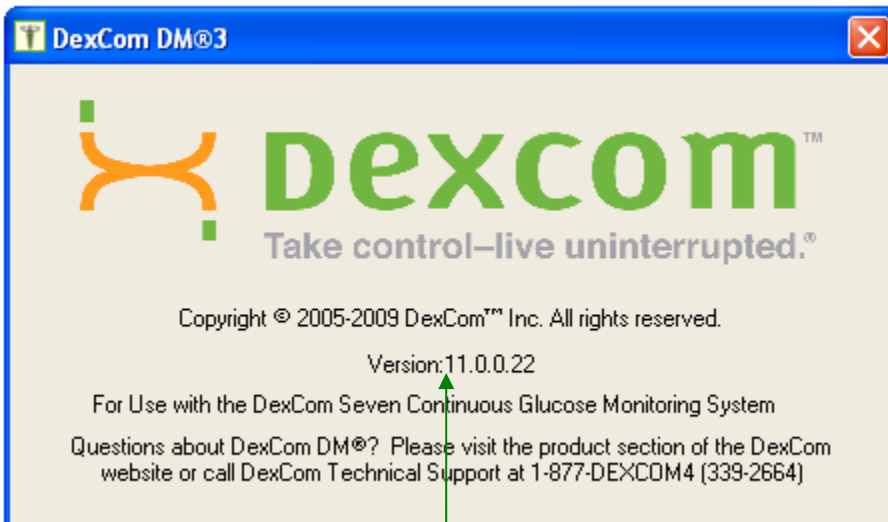 DexCom DM®3
Dexcom™
Take control–live uninterrupted.®
Copyright © 2005-2009 DexCom™ Inc. All rights reserved.
Version:11.0.0.22
For Use with the DexCom Seven Continuous Glucose Monitoring System
Questions about DexCom DM®? Please visit the product section of the DexCom
website or call DexCom Technical Support at 1-877-DEXCOM4 (339-2664)